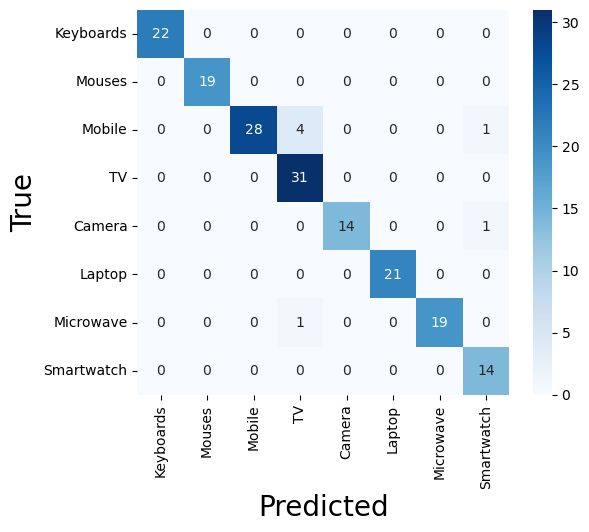 Keyboards 22 0 0 0 0 0 0 0
Mouses 0 19 0 0 0 0 0 0
Mobile 0 0 28 4 0 0 0 1
TV 0 0 0 31 0 0 0 0
Camera 0 0 0 0 14 0 0 1
Laptop 0 0 0 0 0 21 0 0
Microwave 0 0 0 1 0 0 19 0
Smartwatch 0 0 0 0 0 0 0 14
True
Keyboards
Mouses
Mobile
TV
Camera
Laptop
Microwave
Smartwatch
Predicted
30
25
20
15
10
5
0